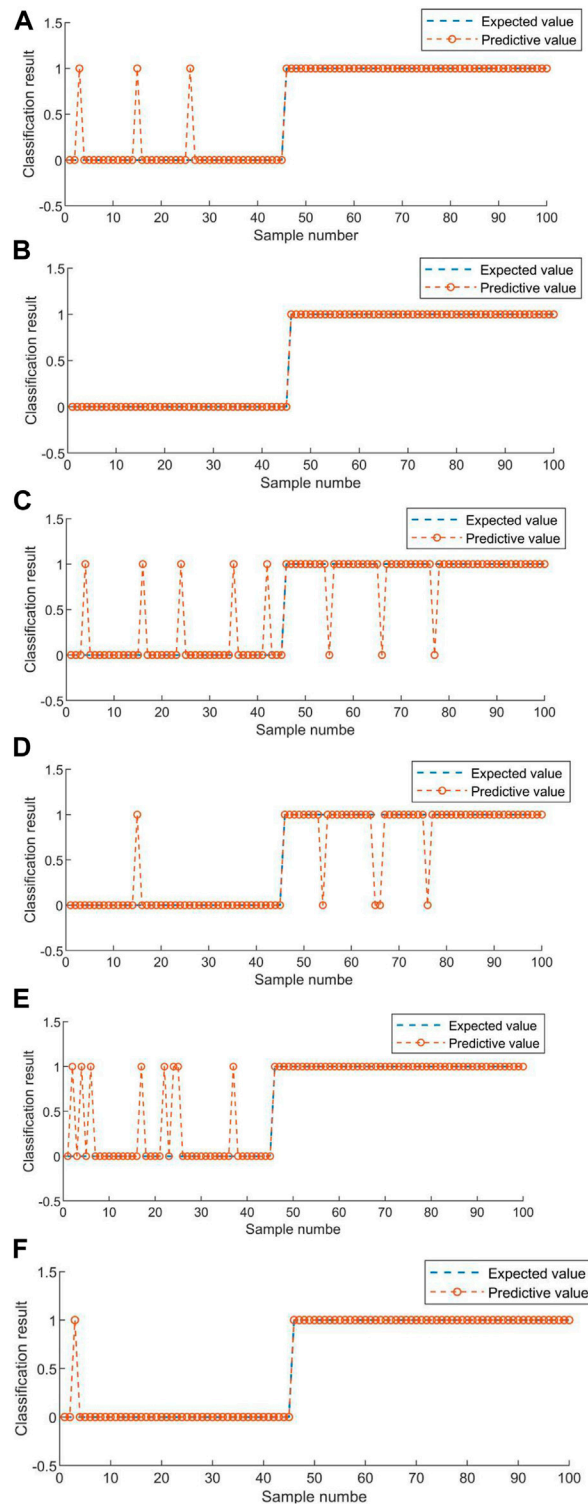 A
Expected value
Predictive value
Classification result
1.5
1
0.5
0
-0.5
0 10 20 30 40 50 60 70 80 90 100
Sample number
B
Expected value
Predictive value
Classification result
1.5
1
0.5
0
-0.5
0 10 20 30 40 50 60 70 80 90 100
Sample numbe
C
Expected value
Predictive value
Classification result
1.5
1
0.5
0
-0.5
0 10 20 30 40 50 60 70 80 90 100
Sample numbe
D
Expected value
Predictive value
Classification result
1.5
1
0.5
0
-0.5
0 10 20 30 40 50 60 70 80 90 100
Sample numbe
E
Expected value
Predictive value
Classification result
1.5
1
0.5
0
-0.5
0 10 20 30 40 50 60 70 80 90 100
Sample numbe
F
Expected value
Predictive value
Classification result
1.5
1
0.5
0
-0.5
0 10 20 30 40 50 60 70 80 90 100
Sample numbe